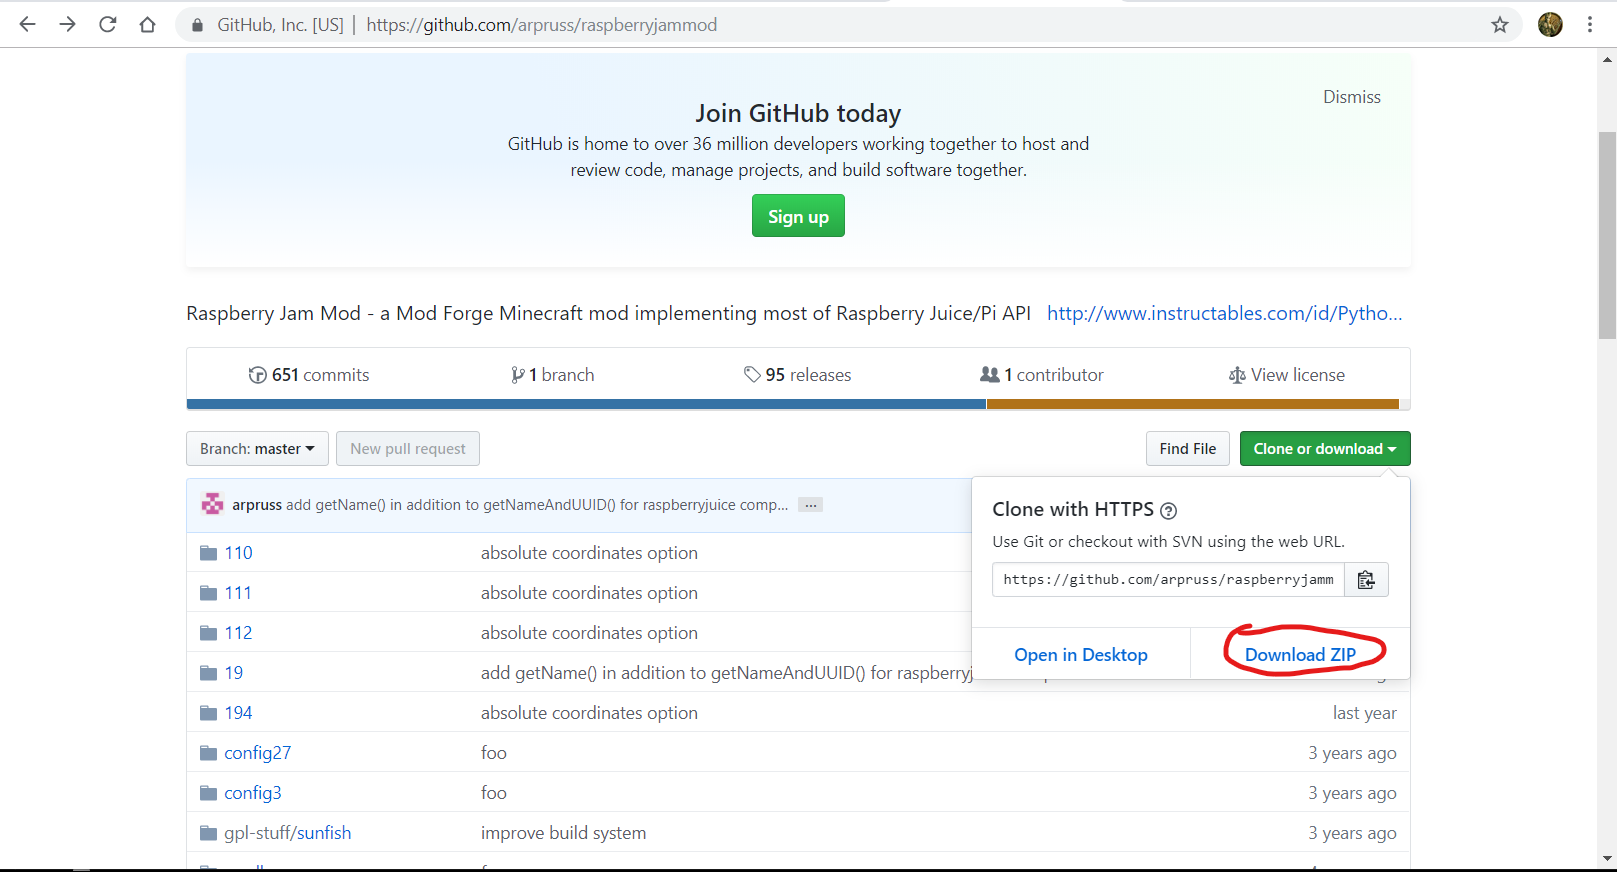 GitHub, Inc. [US] | https://github.com/arpruss/raspberryjammod
Dismiss
Join GitHub today
GitHub is home to over 36 million developers working together to host and
review code, manage projects, and build software together.
Sign up
Raspberry Jam Mod - a Mod Forge Minecraft mod implementing most of Raspberry Juice/Pi API http://www.instructables.com/id/Pytho...
651 commits 1 branch 95 releases 1 contributor View license
Branch: master New pull request Find File Clone or download
arpruss add getName() in addition to getNameAndUUID() for raspberryjuice comp... ...
Clone with HTTPS ?
Use Git or checkout with SVN using the web URL.
https://github.com/arpruss/raspberryjamm
Open in Desktop Download ZIP
110 absolute coordinates option
111 absolute coordinates option
112 absolute coordinates option
19 add getName() in addition to getNameAndUUID() for raspberryj
194 absolute coordinates option last year
config27 foo 3 years ago
config3 foo 3 years ago
gpl-stuff/sunfish improve build system 3 years ago